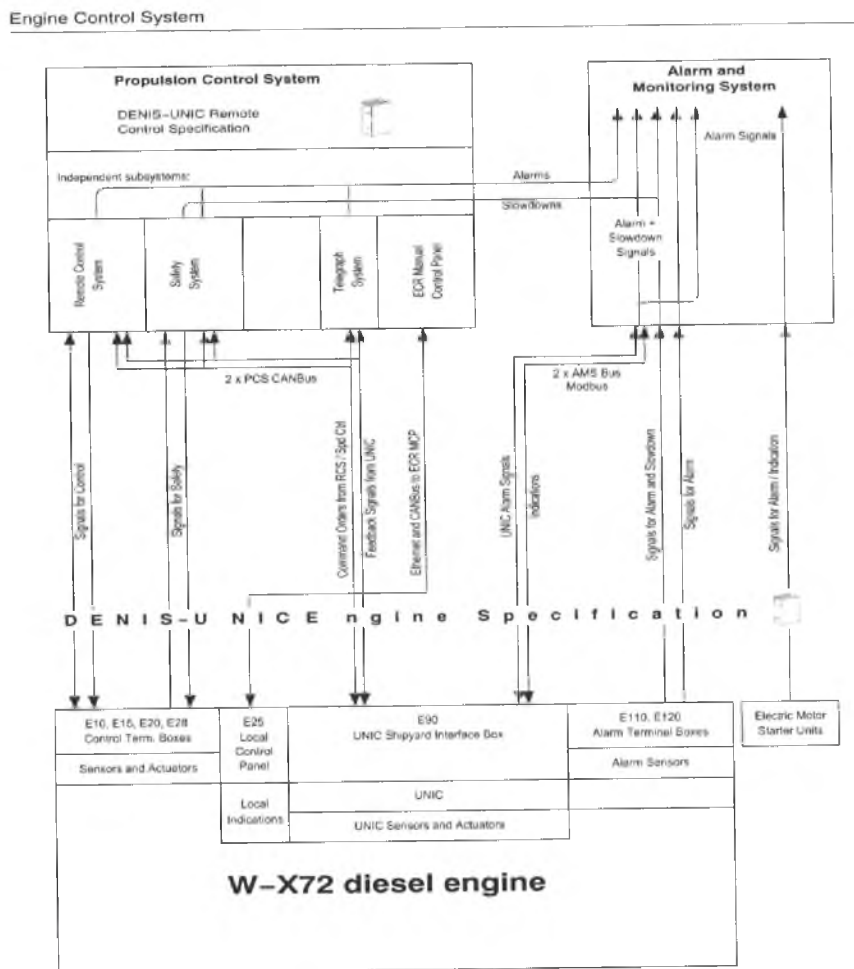 Engine Control System
Propulsion Control System
DENIS-UNIC Remote
Control Specification
Alarm and
Monitoring System
Alarm Signals
Independent subsystems:
Alarms
Slowdowns
Alarm +
Slowdown
Signals
Remote Control
System
Safety
System
Telegraph
System
ECR Manual
Control Panel
2 x PCS CANBus
2 x AMS Bus
Modbus
Signals for Control
Signals for Safety
Command Orders from RCS / Spd Ctrl
Feedback Signals from UNIC
Ethernet and CANBus to ECR MCP
UNIC Alarm Signals
Indications
Signals for Alarm and Slowdown
Signals for Alarm
Signals for Alarm / Indication
DENIS-UNIC Engine Specification
E10, E15, E20, E28
Control Term. Boxes
Sensors and Actuators
E25
Local
Control
Panel
Local
Indications
E90
UNIC Shipyard Interface Box
UNIC
UNIC Sensors and Actuators
E110, E120
Alarm Terminal Boxes
Alarm Sensors
Electric Motor
Starter Units
W-X72 diesel engine